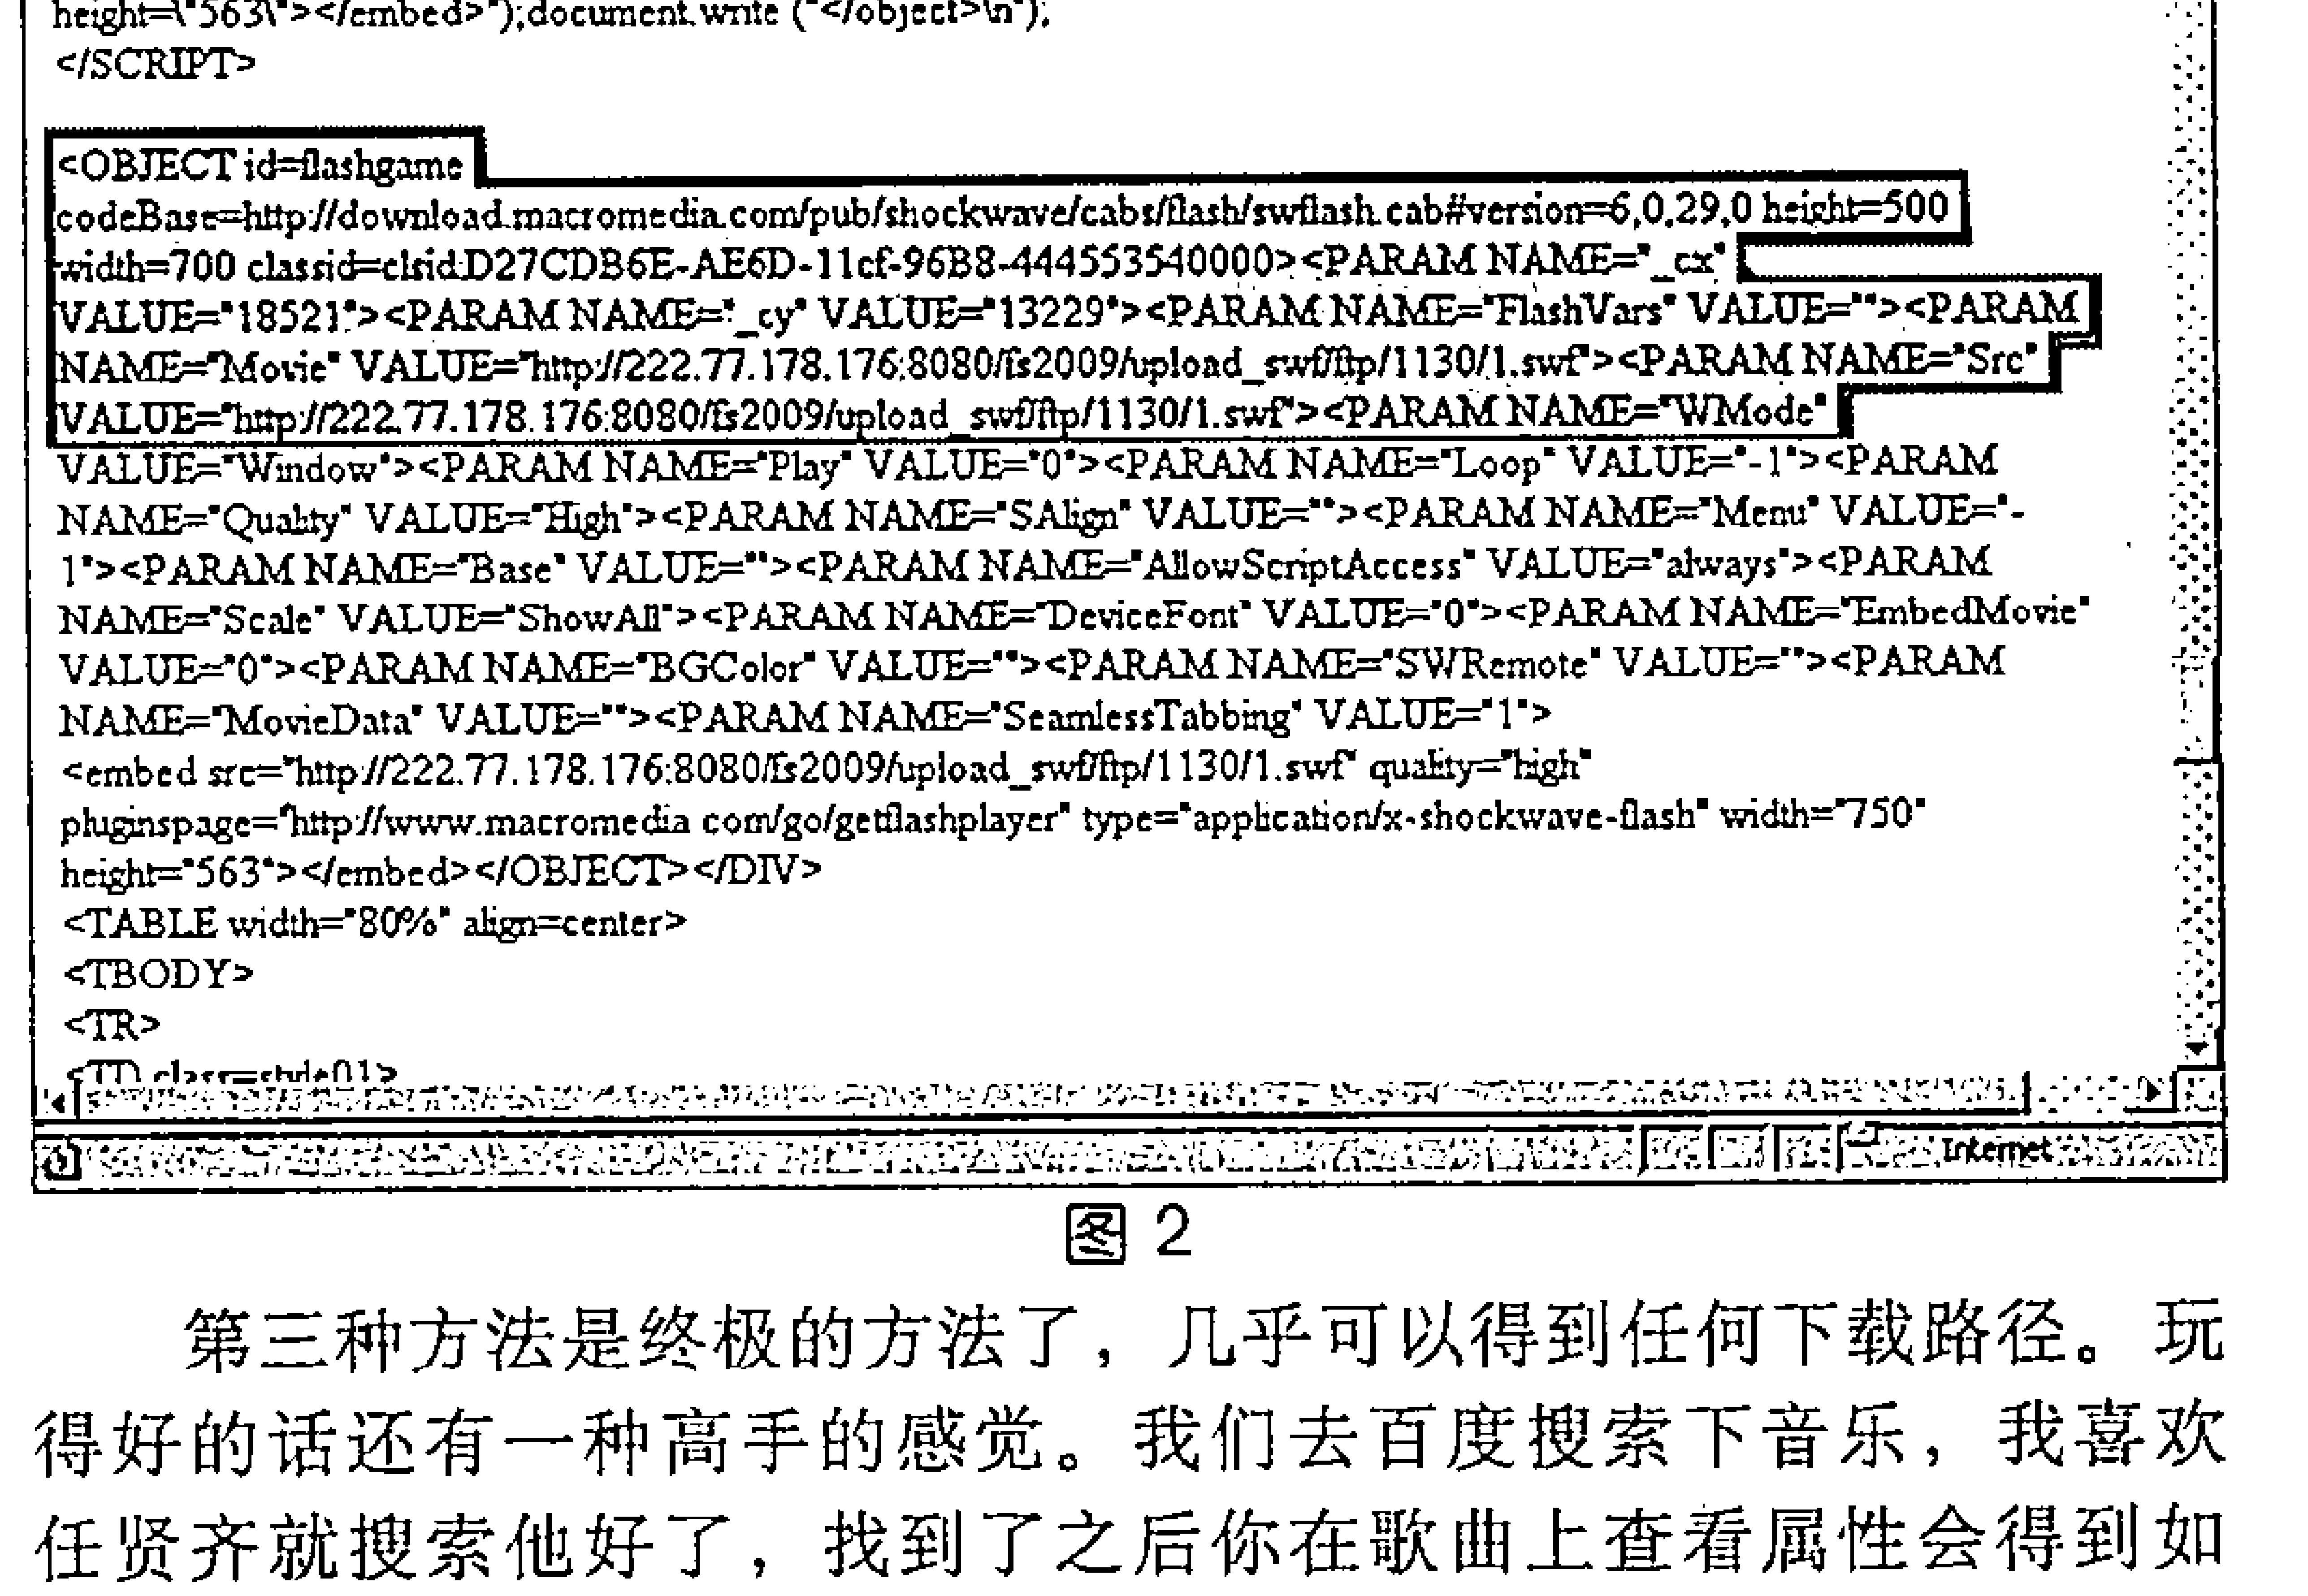 height=\"563\"></embed>");document.write ("</object>\n");
</SCRIPT>
<OBJECT id=flashgame
codeBase=http://download.macromedia.com/pub/shockwave/cabs/flash/swflash.cab#version=6,0,29,0 height=500
width=700 classid=clsid:D27CDB6E-AE6D-11cf-96B8-444553540000><PARAM NAME="_cx"
VALUE="18521"><PARAM NAME="_cy" VALUE="13229"><PARAM NAME="FlashVars" VALUE=""><PARAM
NAME="Movie" VALUE="http://222.77.178.176:8080/fs2009/upload_swf/ftp/1130/1.swf"><PARAM NAME="Src"
VALUE="http://222.77.178.176:8080/fs2009/upload_swf/ftp/1130/1.swf"><PARAM NAME="WMode"
VALUE="Window"><PARAM NAME="Play" VALUE="0"><PARAM NAME="Loop" VALUE="-1"><PARAM
NAME="Quality" VALUE="High"><PARAM NAME="SAlign" VALUE=""><PARAM NAME="Menu" VALUE="-
1"><PARAM NAME="Base" VALUE=""><PARAM NAME="AllowScriptAccess" VALUE="always"><PARAM
NAME="Scale" VALUE="ShowAll"><PARAM NAME="DeviceFont" VALUE="0"><PARAM NAME="EmbedMovie"
VALUE="0"><PARAM NAME="BGColor" VALUE=""><PARAM NAME="SWRemote" VALUE=""><PARAM
NAME="MovieData" VALUE=""><PARAM NAME="SeamlessTabbing" VALUE="1">
<embed src="http://222.77.178.176:8080/fs2009/upload_swf/ftp/1130/1.swf" quality="high"
pluginspage="http://www.macromedia.com/go/getflashplayer" type="application/x-shockwave-flash" width="750"
height="563"></embed></OBJECT></DIV>
<TABLE width="80%" align=center>
<TBODY>
<TR>
<TD class=style01>
Internet
图 2
第三种方法是终极的方法了，几乎可以得到任何下载路径。玩
得好的话还有一种高手的感觉。我们去百度搜索下音乐，我喜欢
任贤齐就搜索他好了，找到了之后你在歌曲上查看属性会得到如